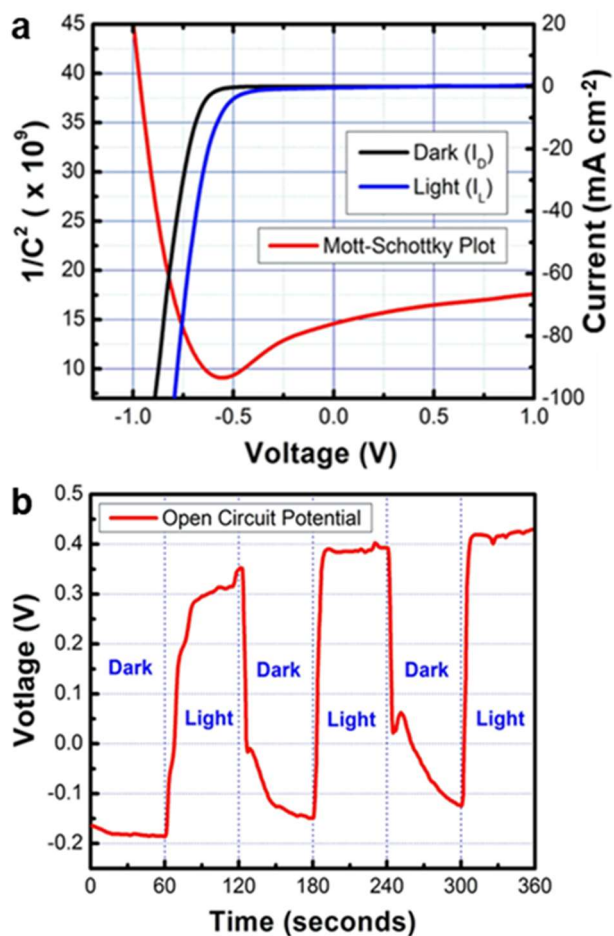 a
1/C² ( x 10⁹)
45
40
35
30
25
20
15
10
20
0
-20
-40
-60
-80
-100
Current (mA cm⁻²)
Dark (I_D)
Light (I_L)
Mott-Schottky Plot
-1.0 -0.5 0.0 0.5 1.0
Voltage (V)
b
Votlage (V)
0.5
0.4
0.3
0.2
0.1
0.0
-0.1
-0.2
Open Circuit Potential
Dark
Light
Dark
Light
Dark
Light
0 60 120 180 240 300 360
Time (seconds)